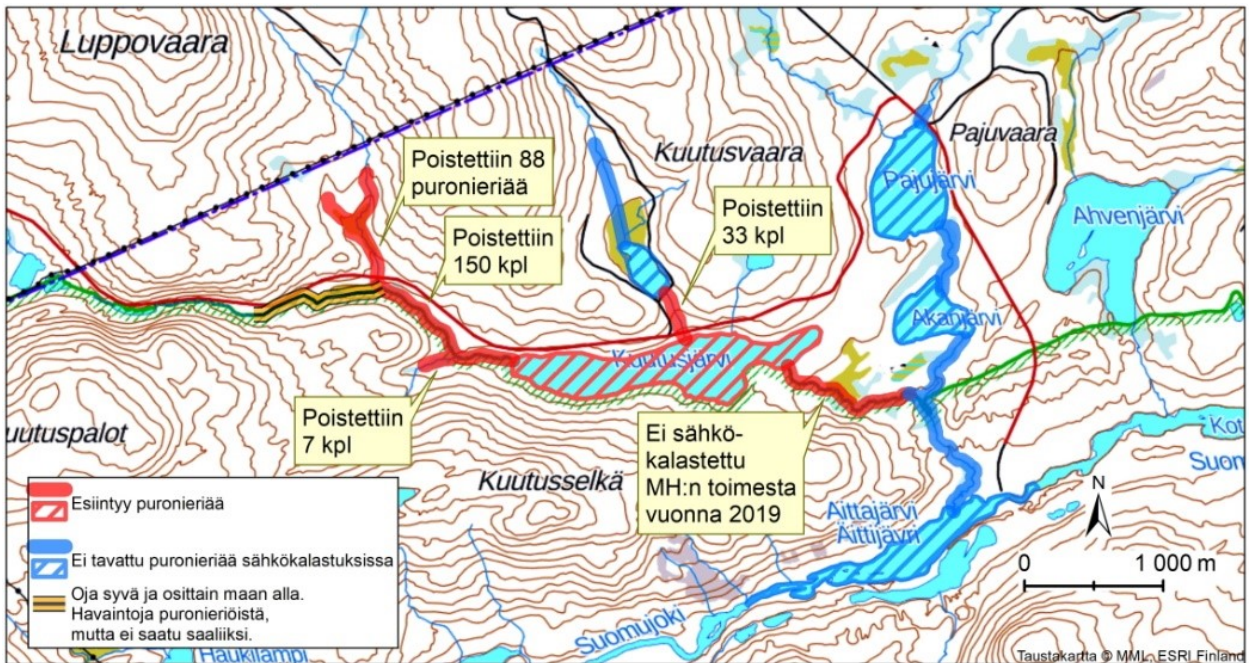 Luppovaara
Poistettiin 88
puronieriää
Kuutusvaara
Pajuvaara
Pajujärvi
Poistettiin
33 kpl
Ahvenjärvi
Poistettiin
150 kpl
Akanjärvi
Kuutusjärvi
Poistettiin
7 kpl
uutuspalot
Kuutusselkä
Ei sähkö-
kalastettu
MH:n toimesta
vuonna 2019
Kot
Suom
Aittajärvi
Äittijävri
N
0 1 000 m
Esiintyy puronieriää
Ei tavattu puronieriää sähkökalastuksissa
Oja syvä ja osittain maan alla.
Havaintoja puronieriöistä,
mutta ei saatu saaliiksi.
Suomujoki
Haukilampi
Taustakartta © MML, ESRI Finland